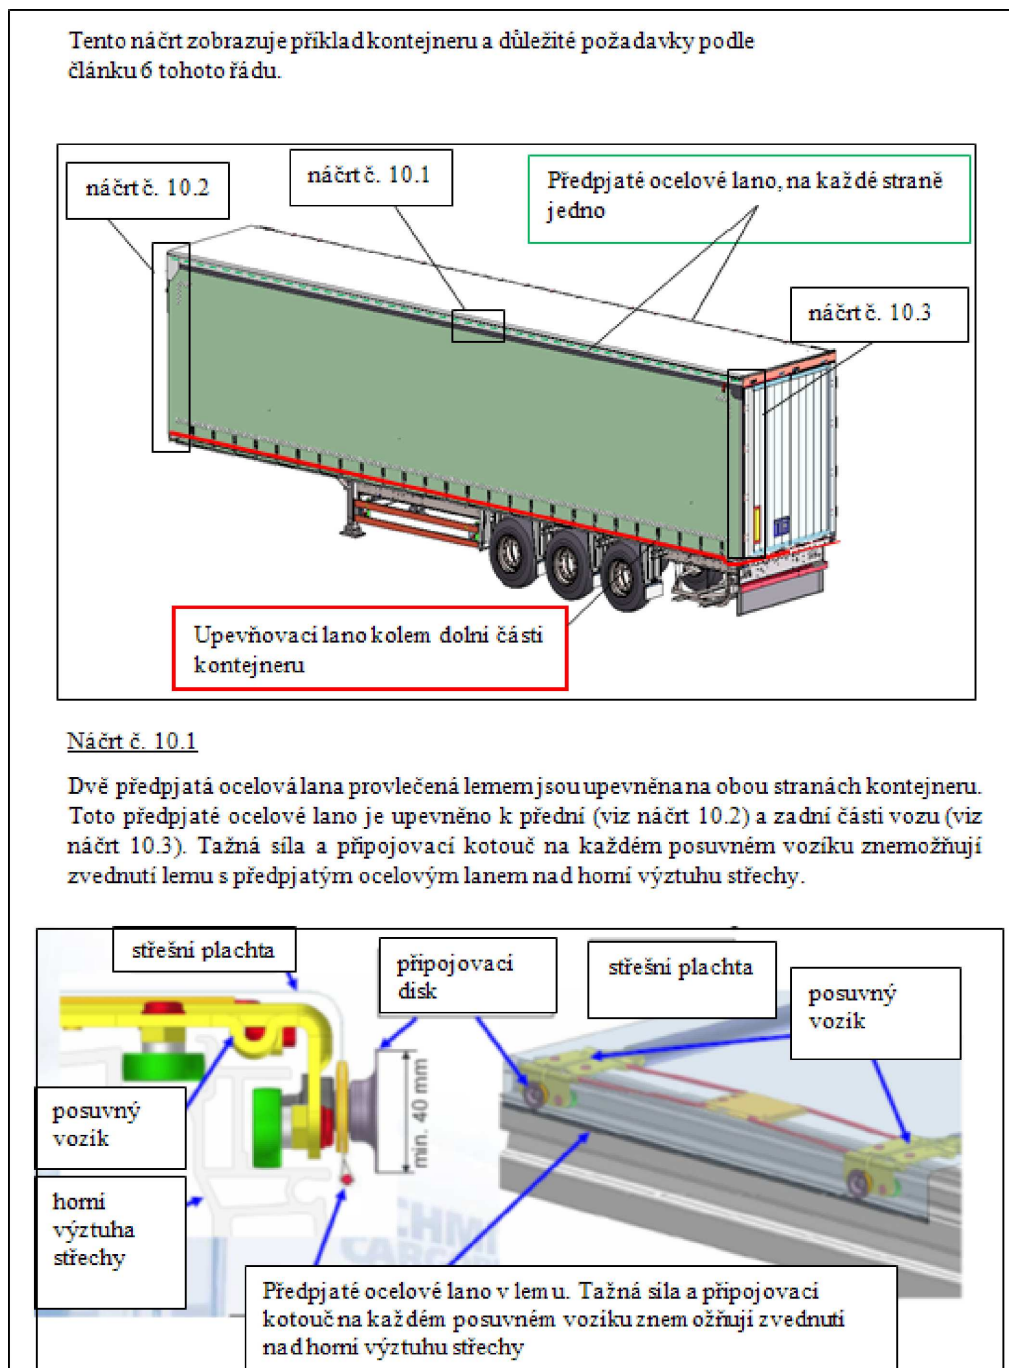 Tento náčrt zobrazuje příklad kontejneru a důležité požadavky podle
článku 6 tohoto řádu.
náčrt č. 10.2
náčrt č. 10.1
Předpjaté ocelové lano, na každé straně
jedno
náčrt č. 10.3
Upevňovací lano kolem dolní části
kontejneru
Náčrt č. 10.1
Dvě předpjatá ocelová lana provlečená lemem jsou upevněna na obou stranách kontejneru.
Toto předpjaté ocelové lano je upevněno k přední (viz náčrt 10.2) a zadní části vozu (viz
náčrt 10.3). Tažná síla a připojovací kotouč na každém posuvném vozíku znemožňují
zvednutí lemu s předpjatým ocelovým lanem nad horní výztuhu střechy.
střešní plachta
připojovací
disk
střešní plachta
posuvný
vozík
min. 40 mm
posuvný
vozík
horní
výztuha
střechy
Předpjaté ocelové lano v lemu. Tažná síla a připojovací
kotouč na každém posuvném vozíku znemožňují zvednutí
nad horní výztuhu střechy